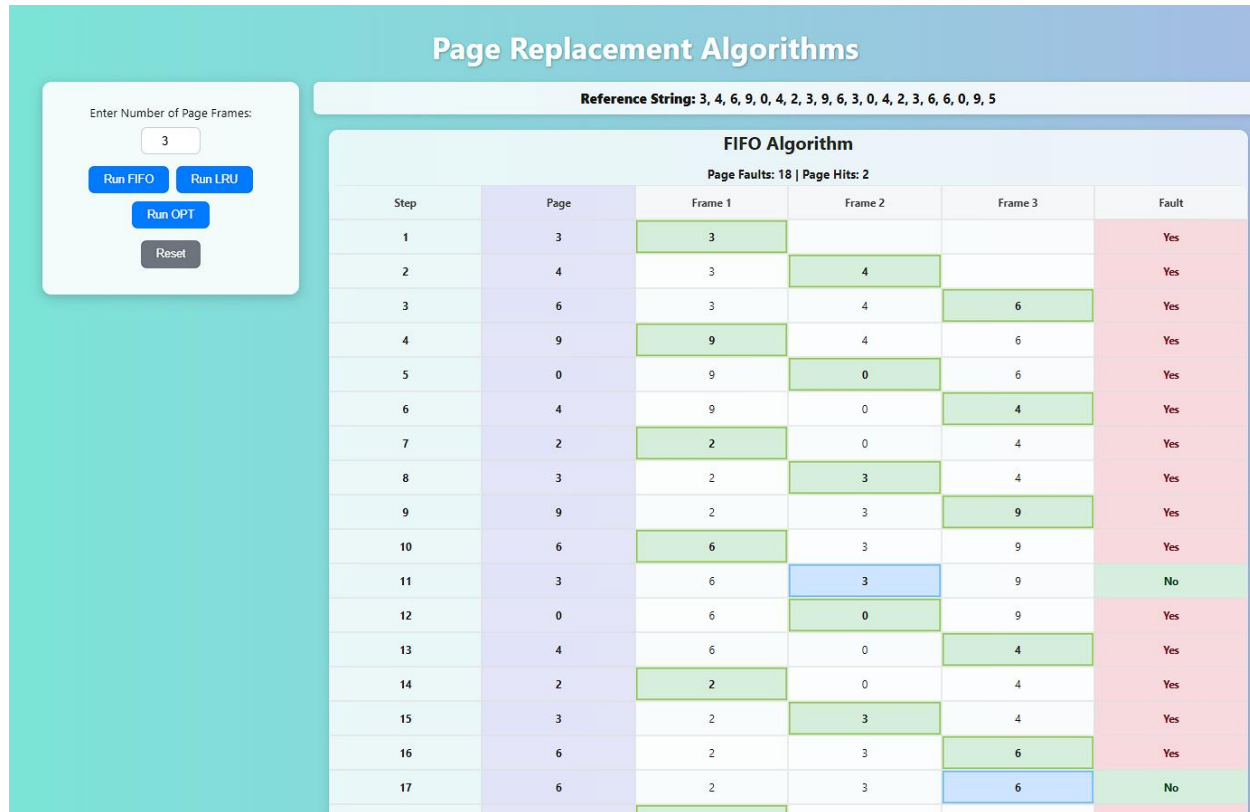 Page Replacement Algorithms
Enter Number of Page Frames:
3
Run FIFO Run LRU
Run OPT
Reset
Reference String: 3, 4, 6, 9, 0, 4, 2, 3, 9, 6, 3, 0, 4, 2, 3, 6, 6, 0, 9, 5
FIFO Algorithm
Page Faults: 18 | Page Hits: 2
Step Page Frame 1 Frame 2 Frame 3 Fault
1 3 3 Yes
2 4 3 4 Yes
3 6 3 4 6 Yes
4 9 9 4 6 Yes
5 0 9 0 6 Yes
6 4 9 0 4 Yes
7 2 2 0 4 Yes
8 3 2 3 4 Yes
9 9 2 3 9 Yes
10 6 6 3 9 Yes
11 3 6 3 9 No
12 0 6 0 9 Yes
13 4 6 0 4 Yes
14 2 2 0 4 Yes
15 3 2 3 4 Yes
16 6 2 3 6 Yes
17 6 2 3 6 No